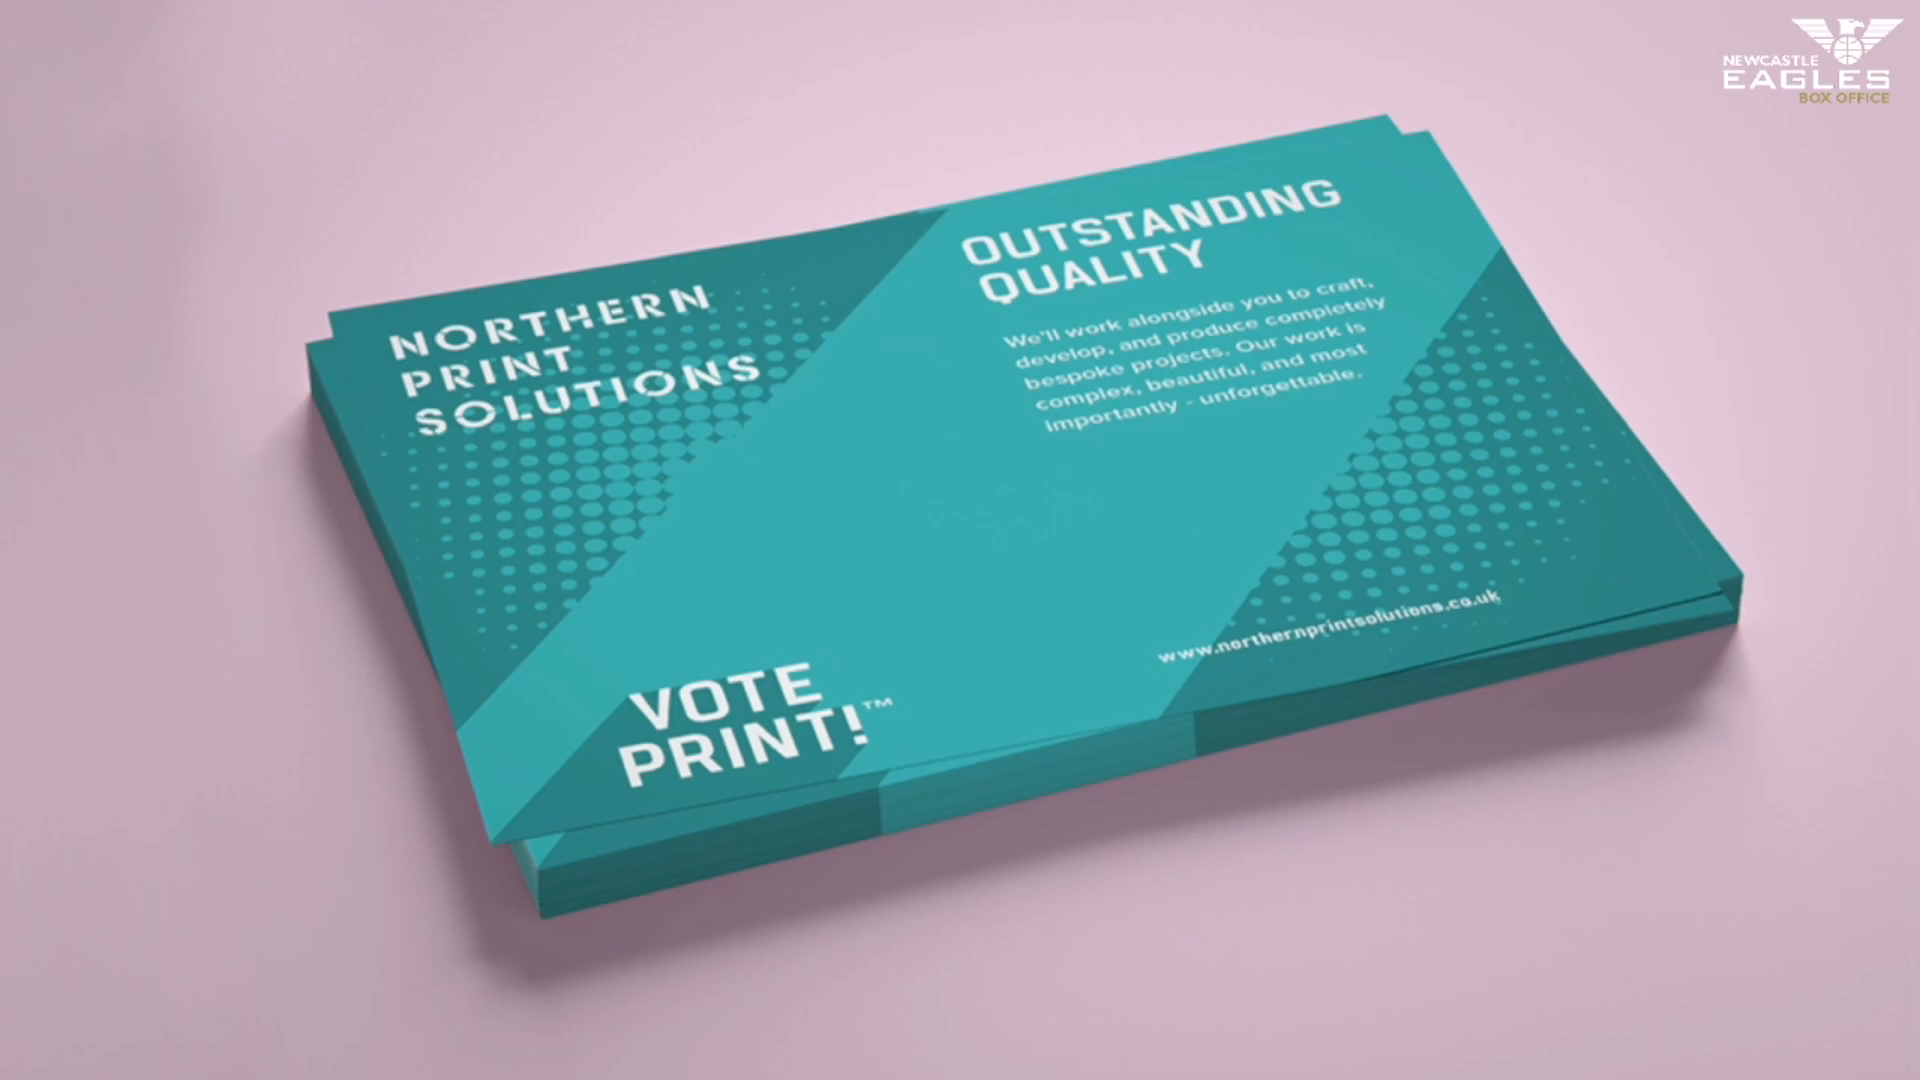 NEWCASTLE
EAGLES
BOX OFFICE
NORTHERN
PRINT
SOLUTIONS
OUTSTANDING
QUALITY
We'll work alongside you to craft,
develop, and produce completely
bespoke projects. Our work is
complex, beautiful, and most
importantly - unforgettable.
VOTE
PRINT!™
www.northernprintsolutions.co.uk